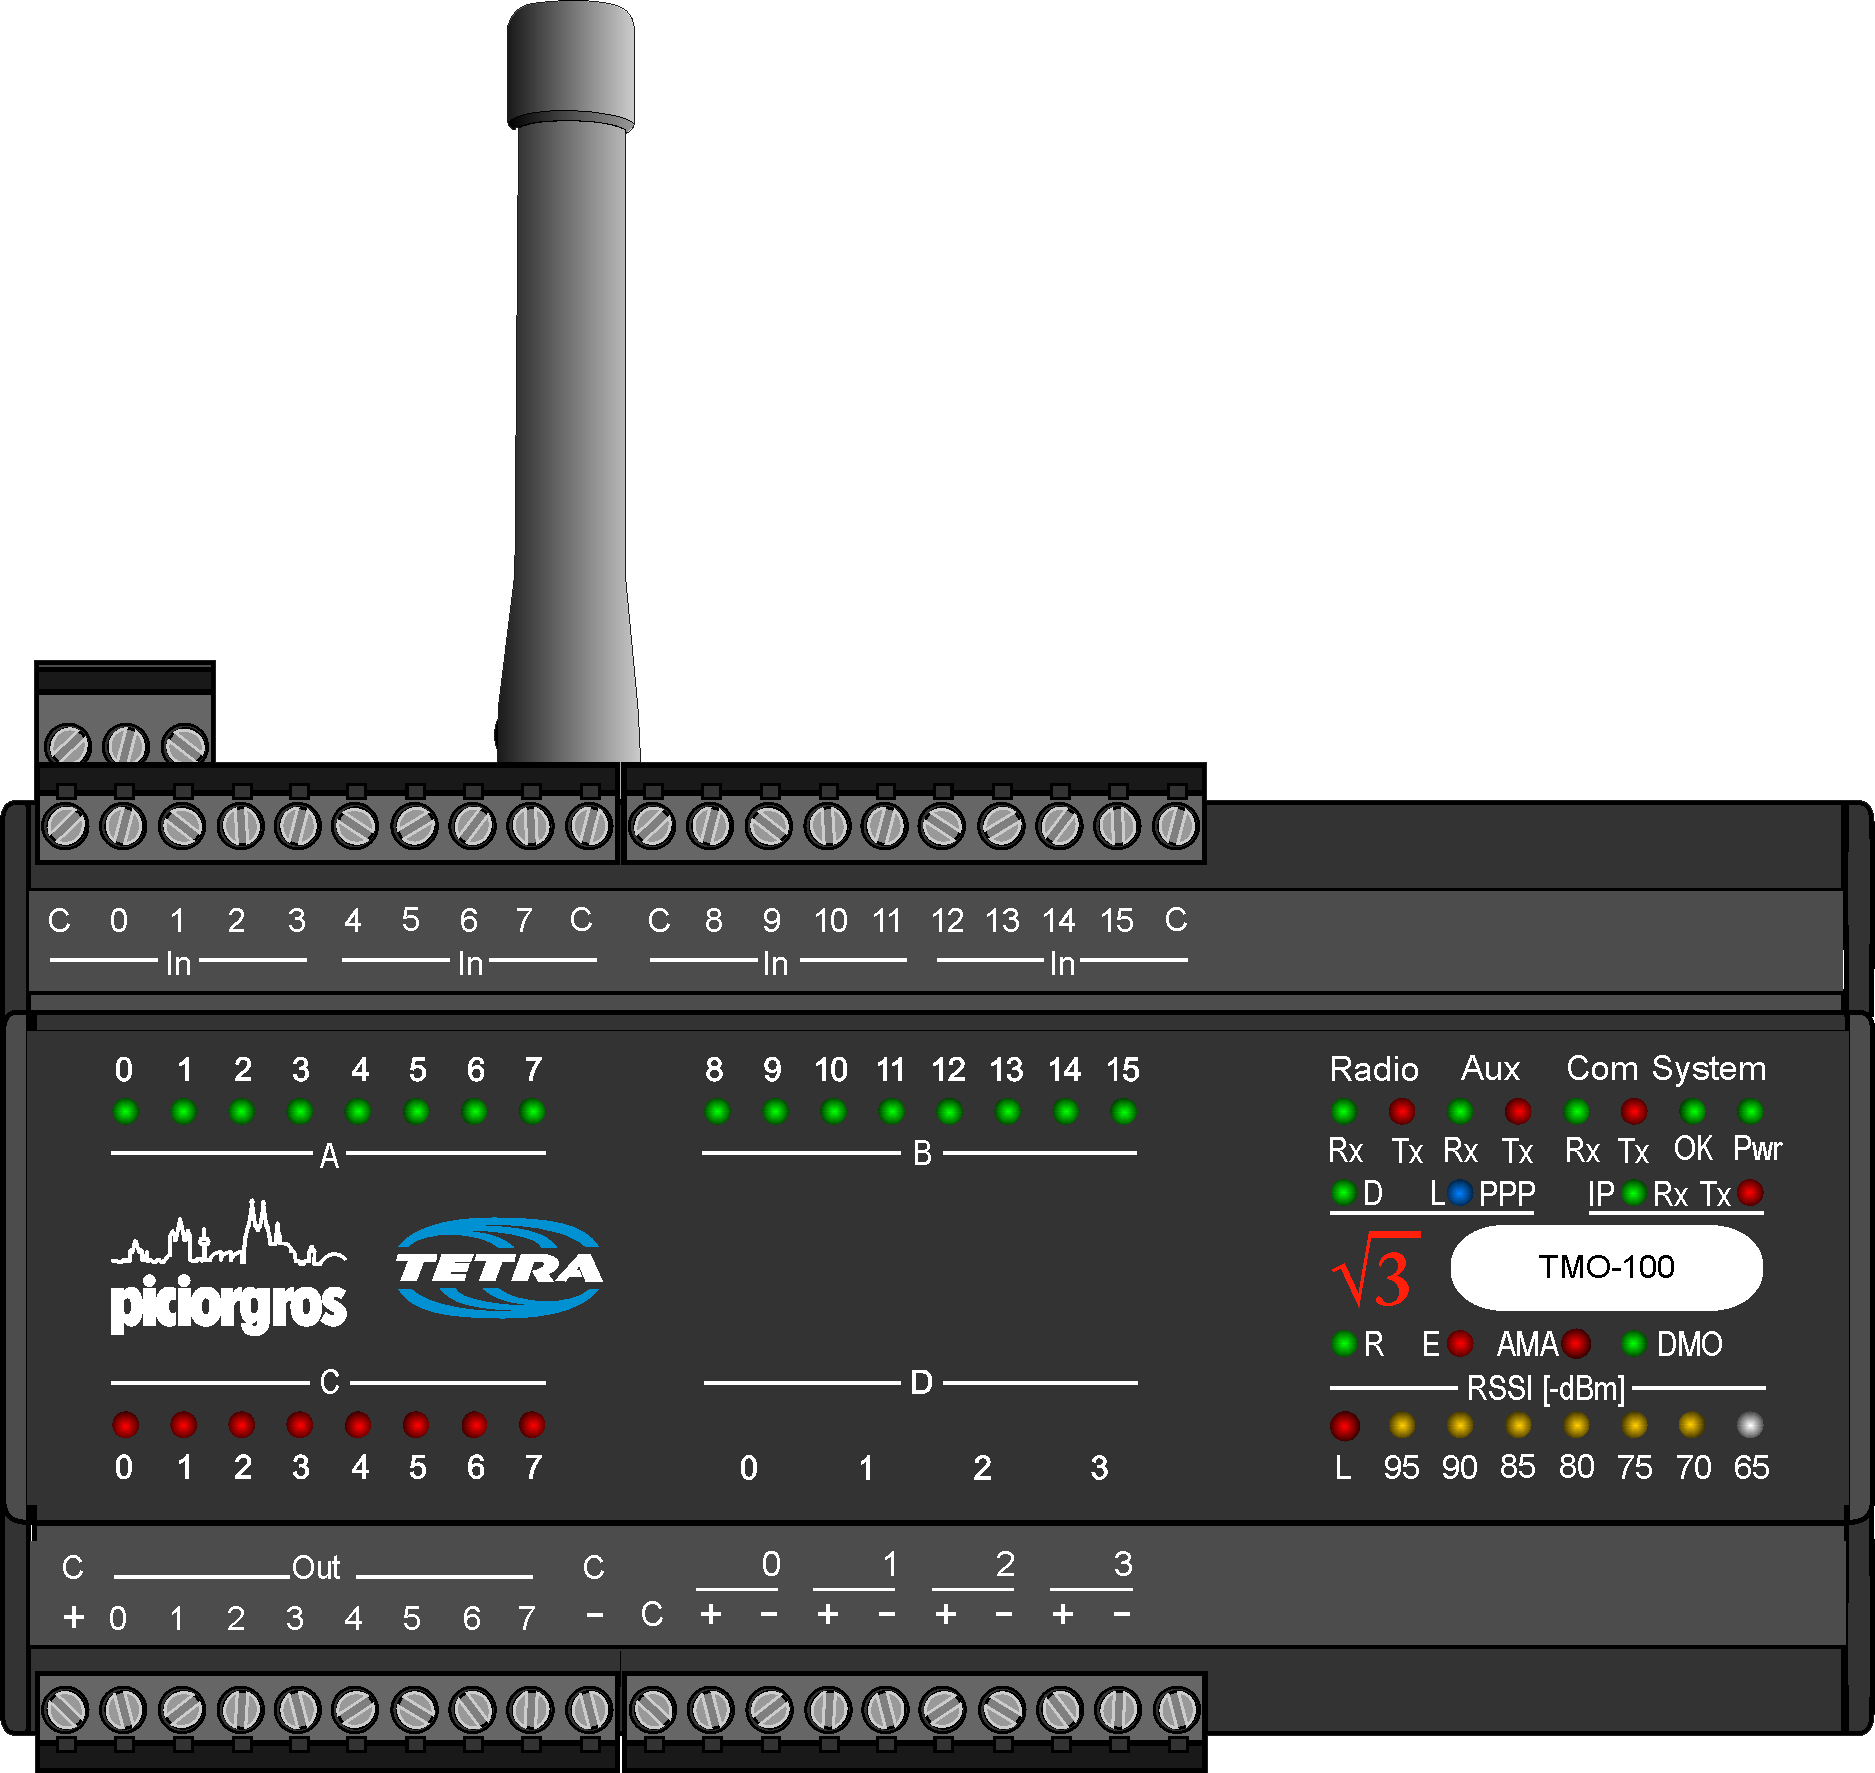 C 0 1 2 3 4 5 6 7 C C 8 9 10 11 12 13 14 15 C
In In In In
0 1 2 3 4 5 6 7 8 9 10 11 12 13 14 15 Radio Aux Com System
A B Rx Tx Rx Tx Rx Tx OK Pwr
D L PPP IP Rx Tx
piciorgros TETRA √3 TMO-100
R E AMA DMO
C D RSSI [-dBm]
0 1 2 3 4 5 6 7 0 1 2 3 L 95 90 85 80 75 70 65
C Out C 0 1 2 3
+ 0 1 2 3 4 5 6 7 - C + - + - + - + -